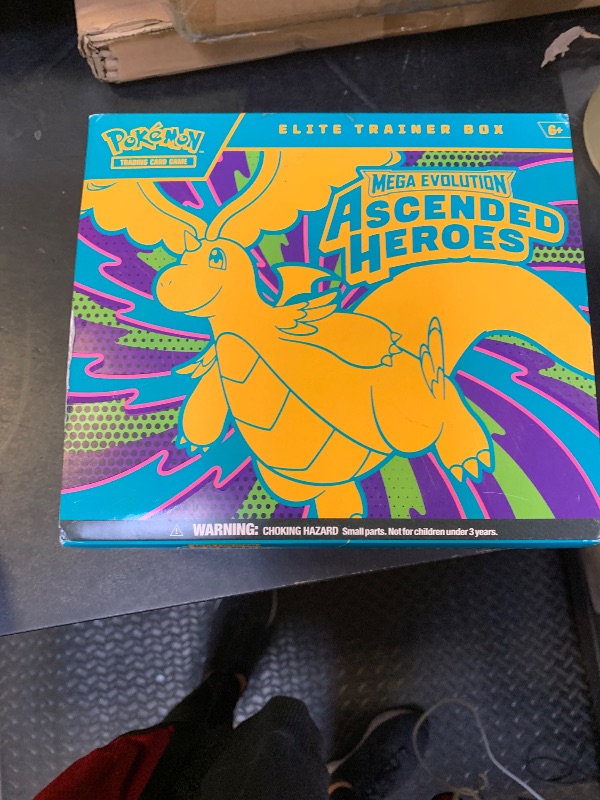 Pokémon
TRADING CARD GAME
ELITE TRAINER BOX
6+
MEGA EVOLUTION
ASCENDED
HEROES
WARNING: CHOKING HAZARD Small parts. Not for children under 3 years.